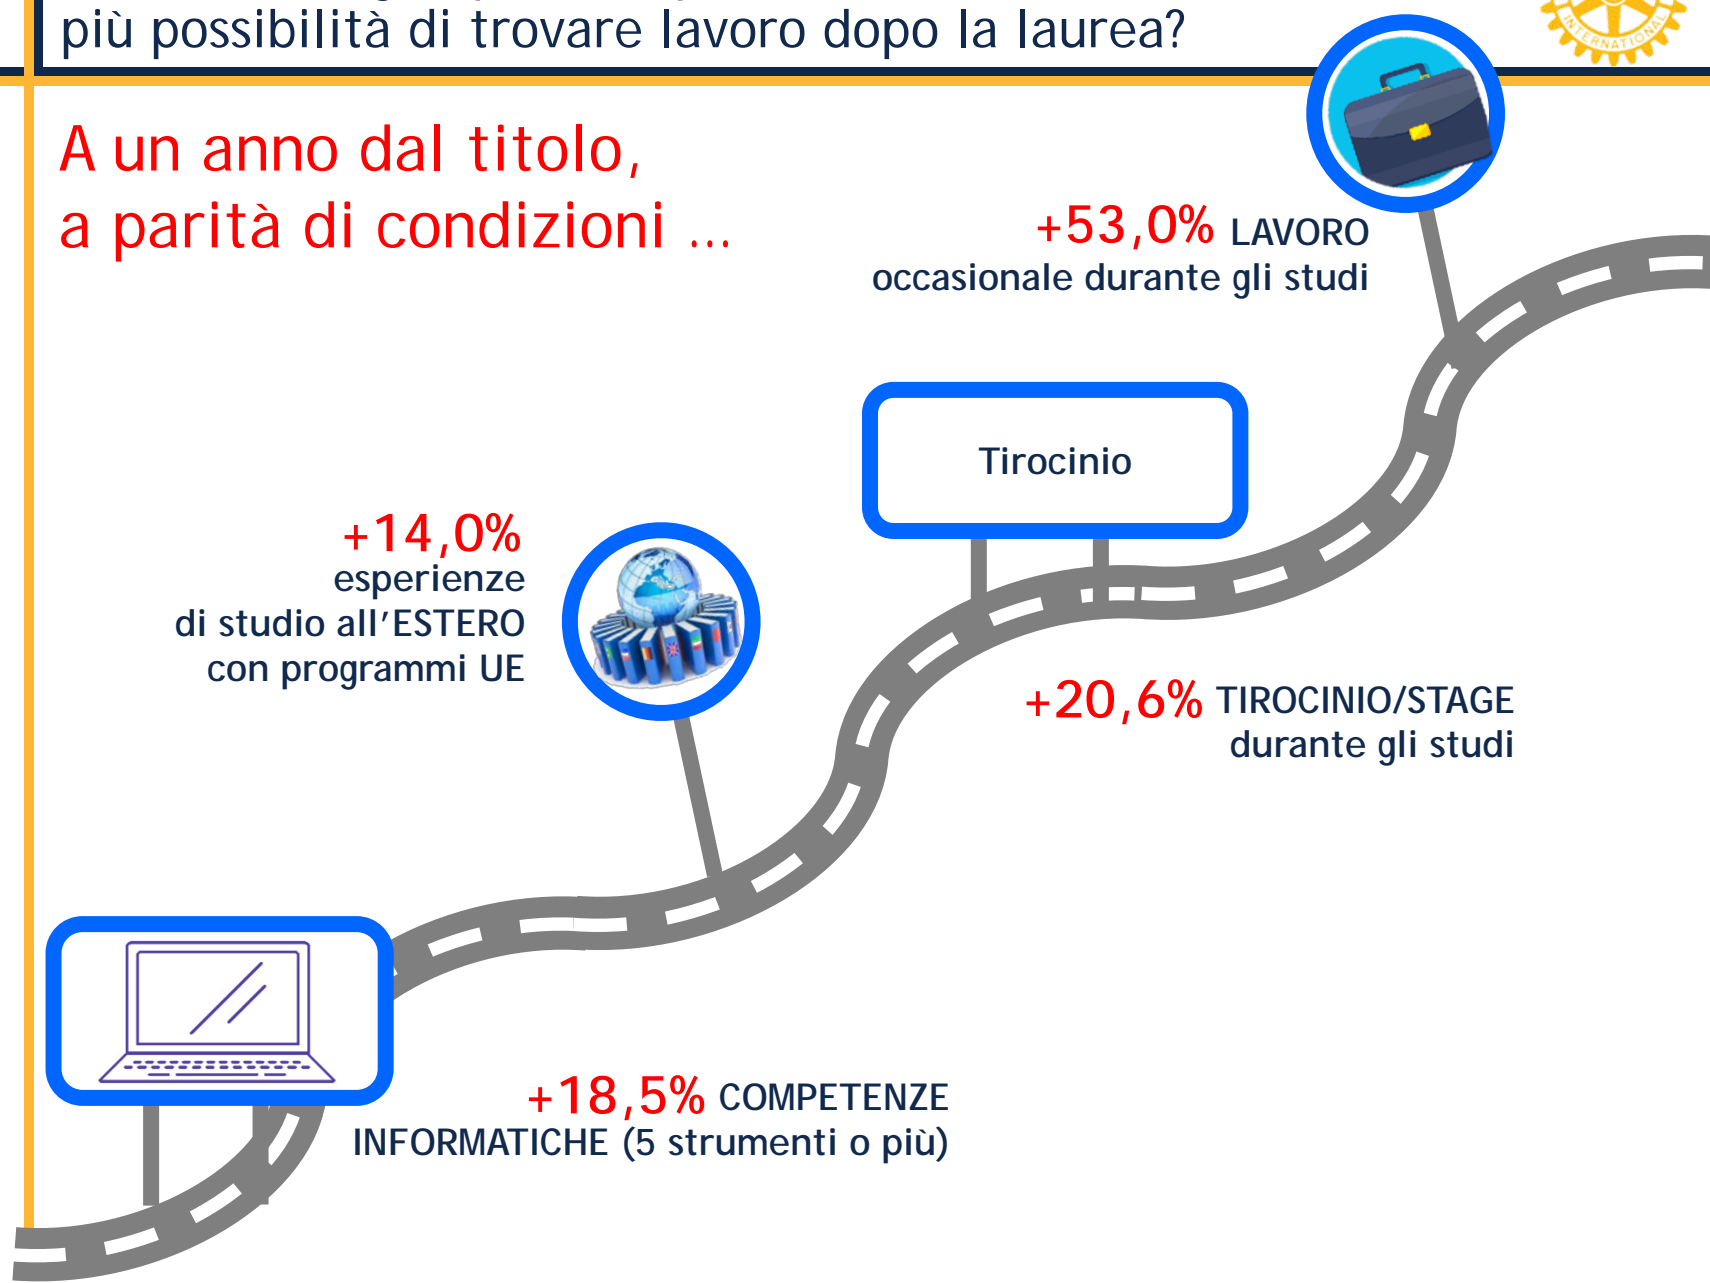 più possibilità di trovare lavoro dopo la laurea?
INTERNATIONAL
A un anno dal titolo,
a parità di condizioni ...
+53,0% LAVORO
occasionale durante gli studi
Tirocinio
+14,0%
esperienze
di studio all'ESTERO
con programmi UE
+20,6% TIROCINIO/STAGE
durante gli studi
+18,5% COMPETENZE
INFORMATICHE (5 strumenti o più)